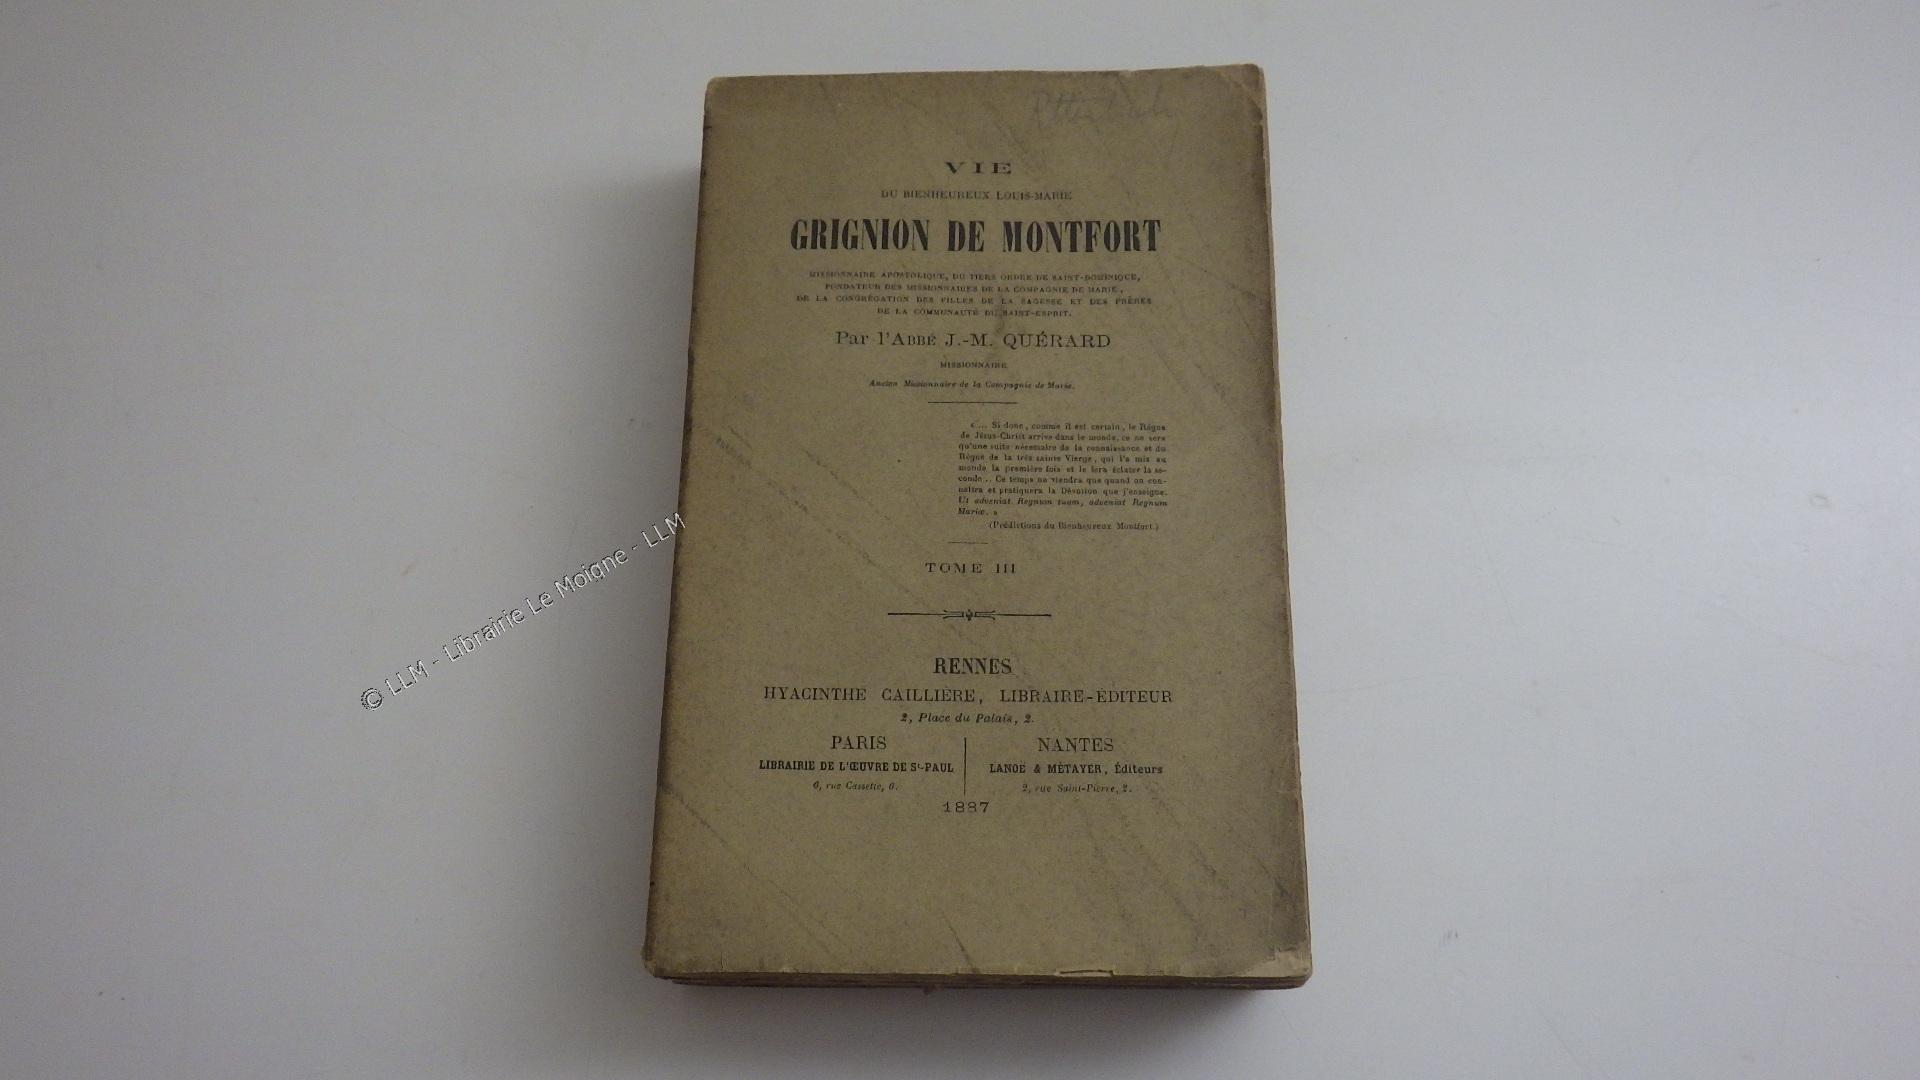 VIE
DU BIENHEUREUX LOUIS-MARIE
GRIGNION DE MONTFORT
MISSIONNAIRE APOSTOLIQUE, DU TIERS ORDRE DE SAINT-DOMINIQUE,
FONDATEUR DES MISSIONNAIRES DE LA COMPAGNIE DE MARIE,
DE LA CONGRÉGATION DES FILLES DE LA SAGESSE ET DES FRÈRES
DE LA COMMUNAUTÉ DU SAINT-ESPRIT.
Par l'Abbé J.-M. QUÉRARD
MISSIONNAIRE
Ancien Missionnaire de la Compagnie de Marie.
« ... Si donc, comme il est certain, le Règne
de Jésus-Christ arrive dans le monde, ce ne sera
qu'une suite nécessaire de la connaissance et du
Règne de la très sainte Vierge, qui l'a mis au
monde la première fois et le fera éclater la se-
conde... Ce temps ne viendra que quand on con-
naîtra et pratiquera la Dévotion que j'enseigne.
Ut adveniat Regnum tuum, adveniat Regnum
Mariæ. »
(Prédictions du Bienheureux Montfort.)
TOME III
RENNES
HYACINTHE CAILLIÈRE, LIBRAIRE-ÉDITEUR
2, Place du Palais, 2.
PARIS
LIBRAIRIE DE L'ŒUVRE DE St-PAUL
6, rue Cassette, 6.
NANTES
LANOË & MÉTAYER, Éditeurs
2, rue Saint-Pierre, 2.
1887
© LLM - Librairie Le Moigne - LLM